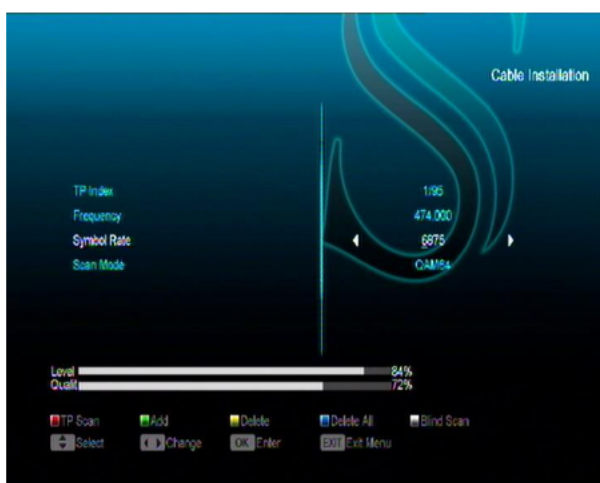 Cable Installation
TP Index 1/95
Frequency 474.000
Symbol Rate 6875
Scan Mode QAM64
Level 84%
Qualit 72%
TP Scan Add Delete Delete All Blind Scan
Select Change OK Enter EXIT Exit Menu